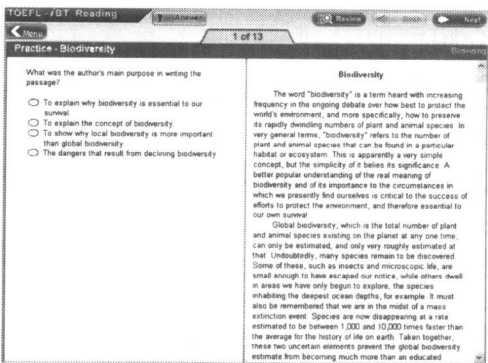 TOEFL - iBT Reading
Answer
Review
Back
Next
Menu
1 of 13
Practice - Biodiversity
What was the author's main purpose in writing the
passage?
To explain why biodiversity is essential to our
survival.
To explain the concept of biodiversity
To show why local biodiversity is more important
than global biodiversity
The dangers that result from declining biodiversity
Biodiversity
The word "biodiversity" is a term heard with increasing
frequency in the ongoing debate over how best to protect the
world's environment, and more specifically, how to preserve
its rapidly dwindling numbers of plant and animal species. In
very general terms, "biodiversity" refers to the number of
plant and animal species that can be found in a particular
habitat or ecosystem. This is apparently a very simple
concept, but the simplicity of it belies its significance. A
better popular understanding of the real meaning of
biodiversity and of its importance to the circumstances in
which we presently find ourselves is critical to the success of
efforts to protect the environment, and therefore essential to
our own survival
Global biodiversity, which is the total number of plant
and animal species existing on the planet at any one time,
can only be estimated, and only very roughly estimated at
that. Undoubtedly, many species remain to be discovered.
Some of these, such as insects and microscopic life, are
small enough to have escaped our notice, while others dwell
in areas we have only begun to explore, the species
inhabiting the deepest ocean depths, for example. It must
also be remembered that we are in the midst of a mass
extinction event. Species are now disappearing at a rate
estimated to be between 1,000 and 10,000 times faster than
the average for the history of life on earth. Taken together,
these two uncertain elements prevent the global biodiversity
estimate from becoming much more than an educated